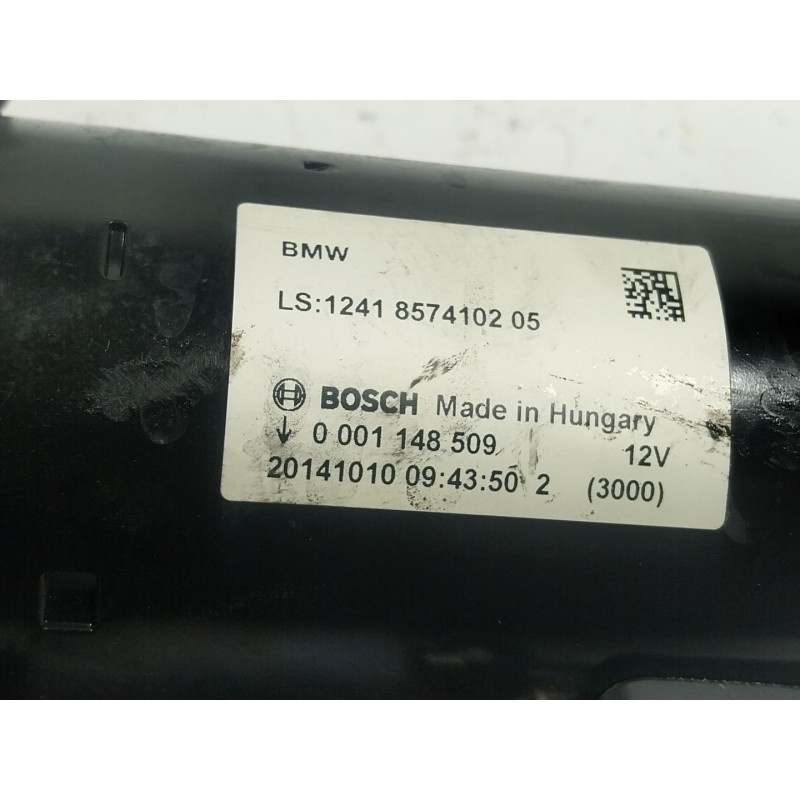 BMW
LS:1241 8574102 05
BOSCH Made in Hungary
↓ 0 001 148 509 12V
20141010 09:43:50 2 (3000)